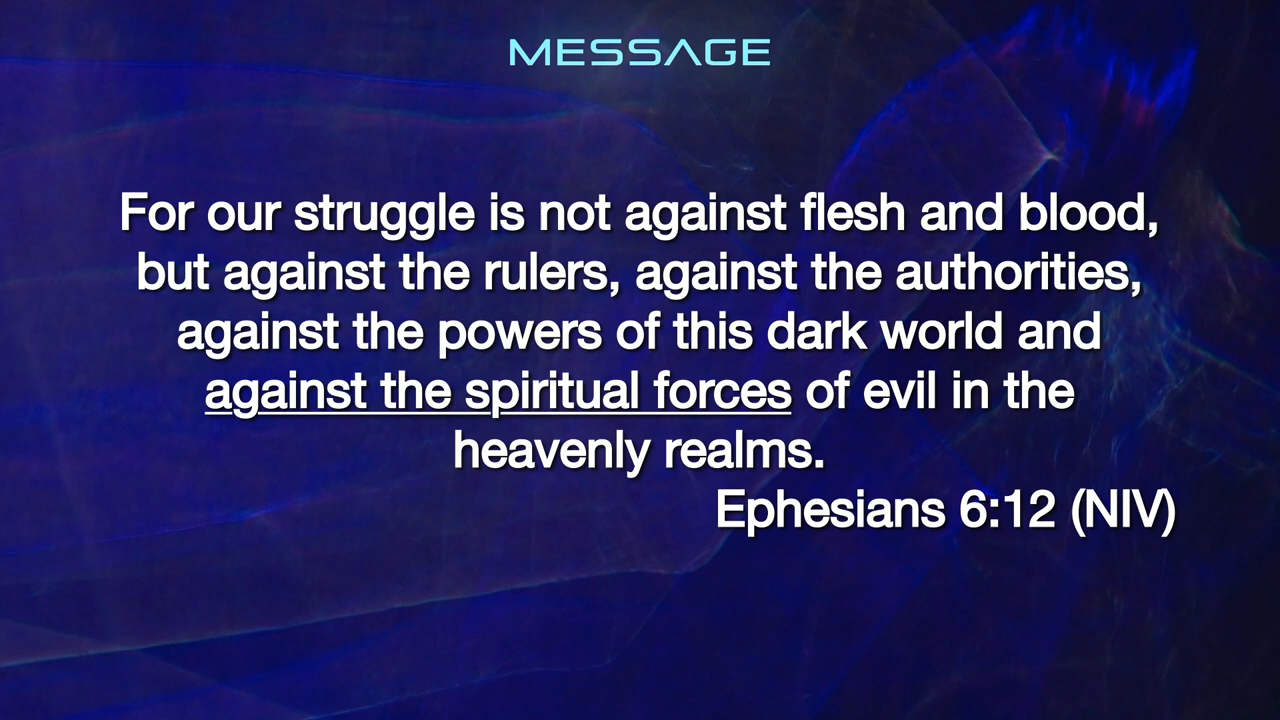 MESSAGE
For our struggle is not against flesh and blood,
but against the rulers, against the authorities,
against the powers of this dark world and
against the spiritual forces of evil in the
heavenly realms.
Ephesians 6:12 (NIV)